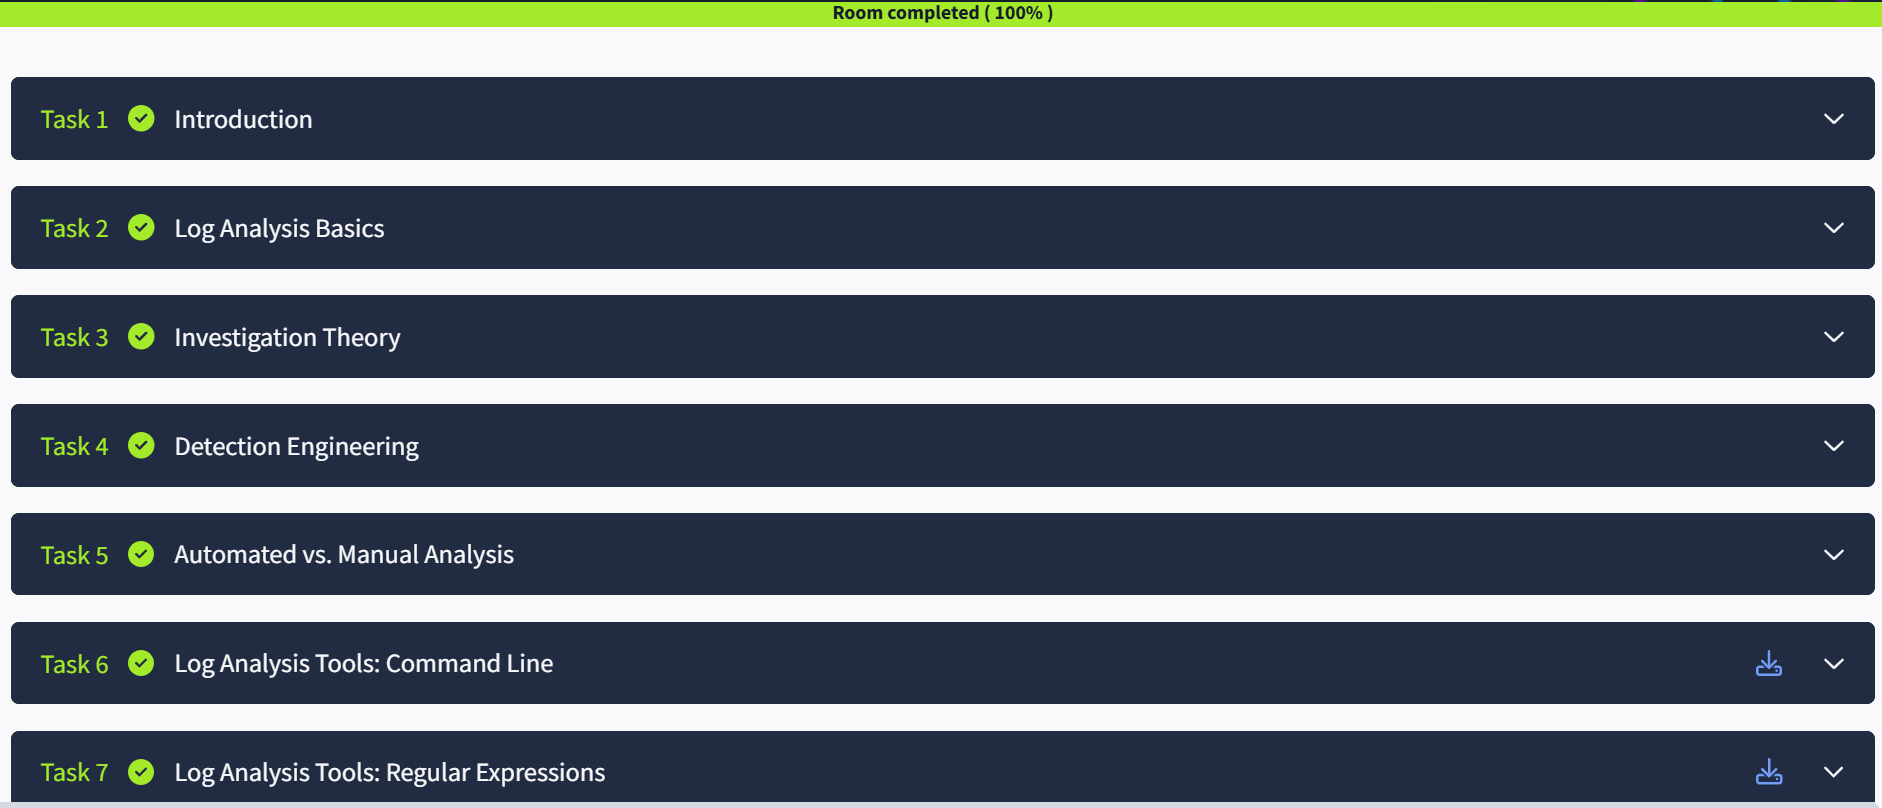 Room completed ( 100% )
Task 1 Introduction
Task 2 Log Analysis Basics
Task 3 Investigation Theory
Task 4 Detection Engineering
Task 5 Automated vs. Manual Analysis
Task 6 Log Analysis Tools: Command Line
Task 7 Log Analysis Tools: Regular Expressions